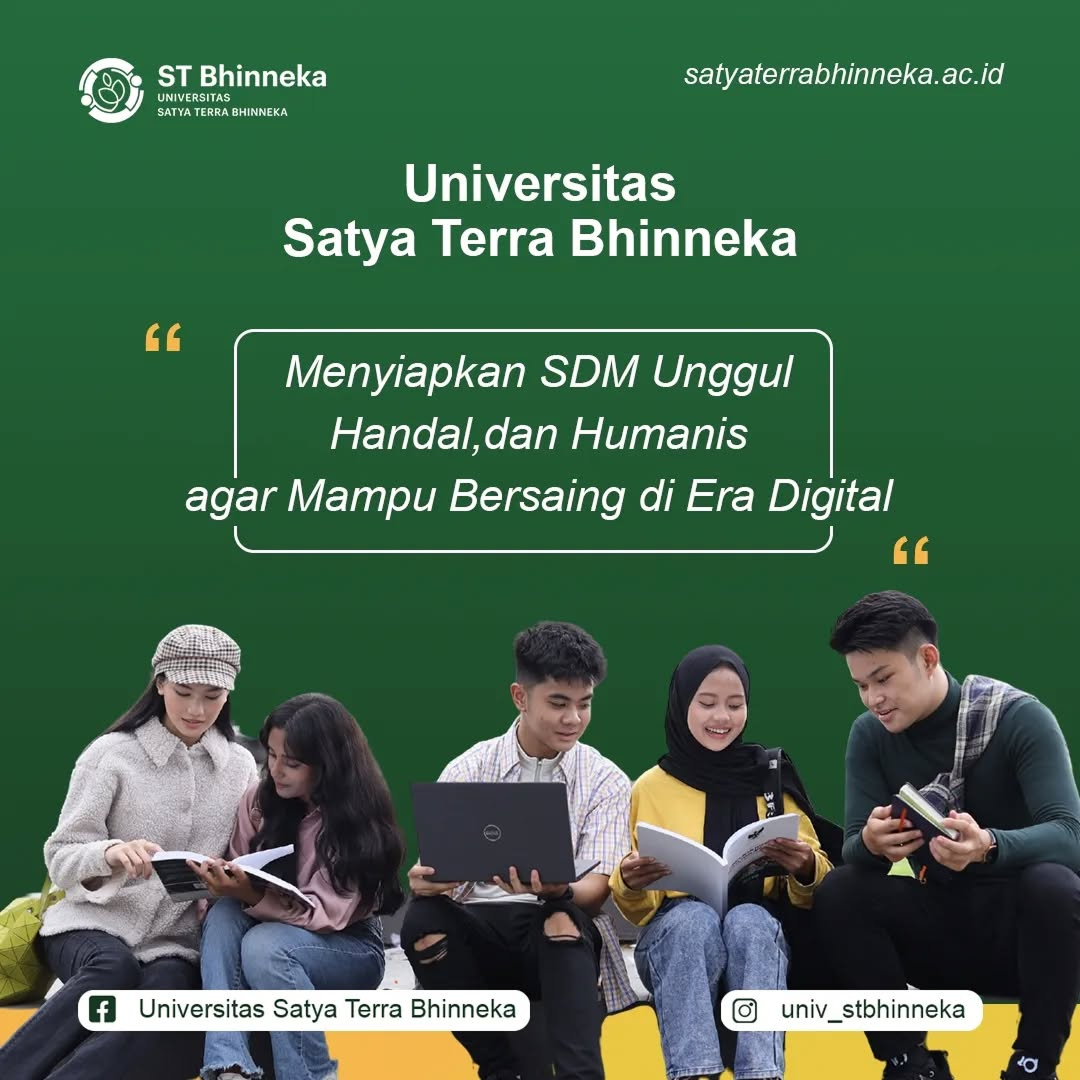 ST Bhinneka
UNIVERSITAS
SATYA TERRA BHINNEKA
satyaterrabhinneka.ac.id
Universitas
Satya Terra Bhinneka
“
Menyiapkan SDM Unggul
Handal,dan Humanis
agar Mampu Bersaing di Era Digital
“
DELL
Universitas Satya Terra Bhinneka
univ_stbhinneka